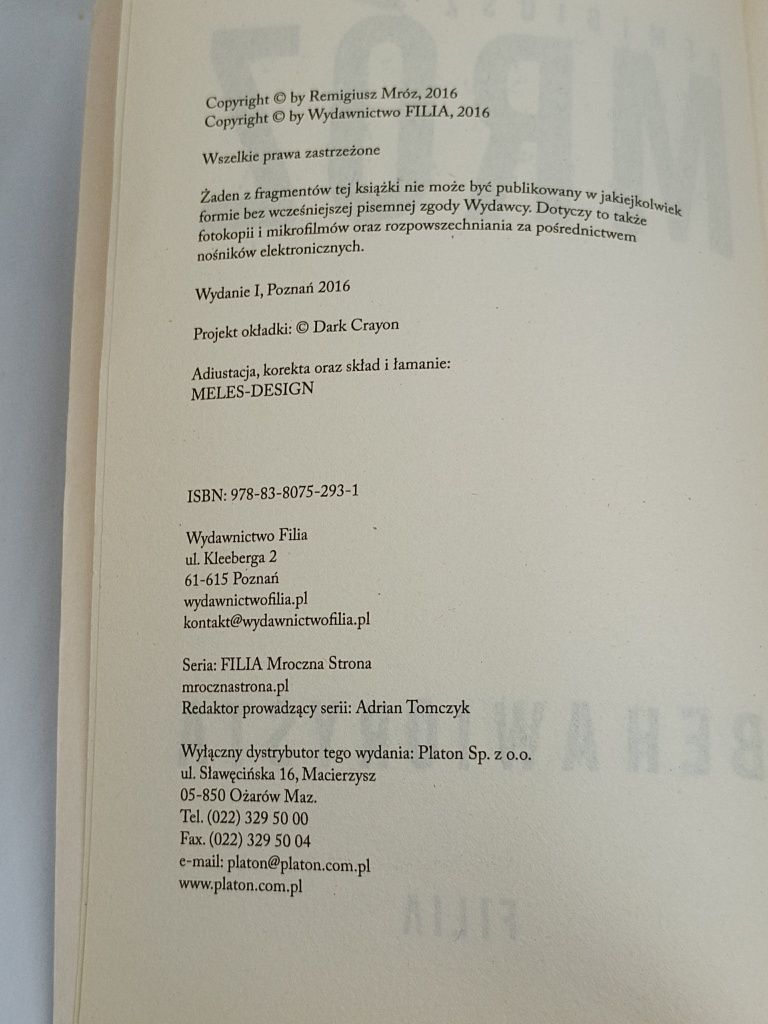 Copyright © by Remigiusz Mróz, 2016
Copyright © by Wydawnictwo FILIA, 2016
Wszelkie prawa zastrzeżone
Żaden z fragmentów tej książki nie może być publikowany w jakiejkolwiek
formie bez wcześniejszej pisemnej zgody Wydawcy. Dotyczy to także
fotokopii i mikrofilmów oraz rozpowszechniania za pośrednictwem
nośników elektronicznych.
Wydanie I, Poznań 2016
Projekt okładki: © Dark Crayon
Adiustacja, korekta oraz skład i łamanie:
MELES-DESIGN
ISBN: 978-83-8075-293-1
Wydawnictwo Filia
ul. Kleeberga 2
61-615 Poznań
wydawnictwofilia.pl
kontakt@wydawnictwofilia.pl
Seria: FILIA Mroczna Strona
mrocznastrona.pl
Redaktor prowadzący serii: Adrian Tomczyk
Wyłączny dystrybutor tego wydania: Platon Sp. z o.o.
ul. Sławęcińska 16, Macierzysz
05-850 Ożarów Maz.
Tel. (022) 329 50 00
Fax. (022) 329 50 04
e-mail: platon@platon.com.pl
www.platon.com.pl
MRÓZ
FILIA